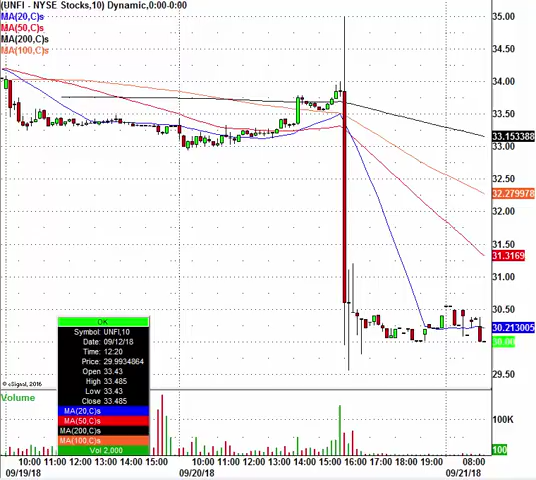 (UNFI - NYSE Stocks,10) Dynamic,0:00-0:00
MA(20,C)s
MA(50,C)s
MA(200,C)s
MA(100,C)s
35.00
34.50
34.00
33.50
33.153388
33.00
32.50
32.279978
32.00
31.50
31.3169
31.00
30.50
30.213005
30.00
29.50
© eSignal, 2016
OK
Symbol: UNFI,10
Date: 09/12/18
Time: 12:20
Price: 29.9934864
Open 33.43
High 33.485
Low 33.43
Close 33.485
MA(20,C)s
MA(50,C)s
MA(200,C)s
MA(100,C)s
Vol 2,000
Volume
100K
100
10:00 11:00 12:00 13:00 14:00 15:00 10:00 11:00 12:00 13:00 14:00 15:00 16:00 17:00 18:00 19:00 08:00
09/19/18 09/20/18 09/21/18